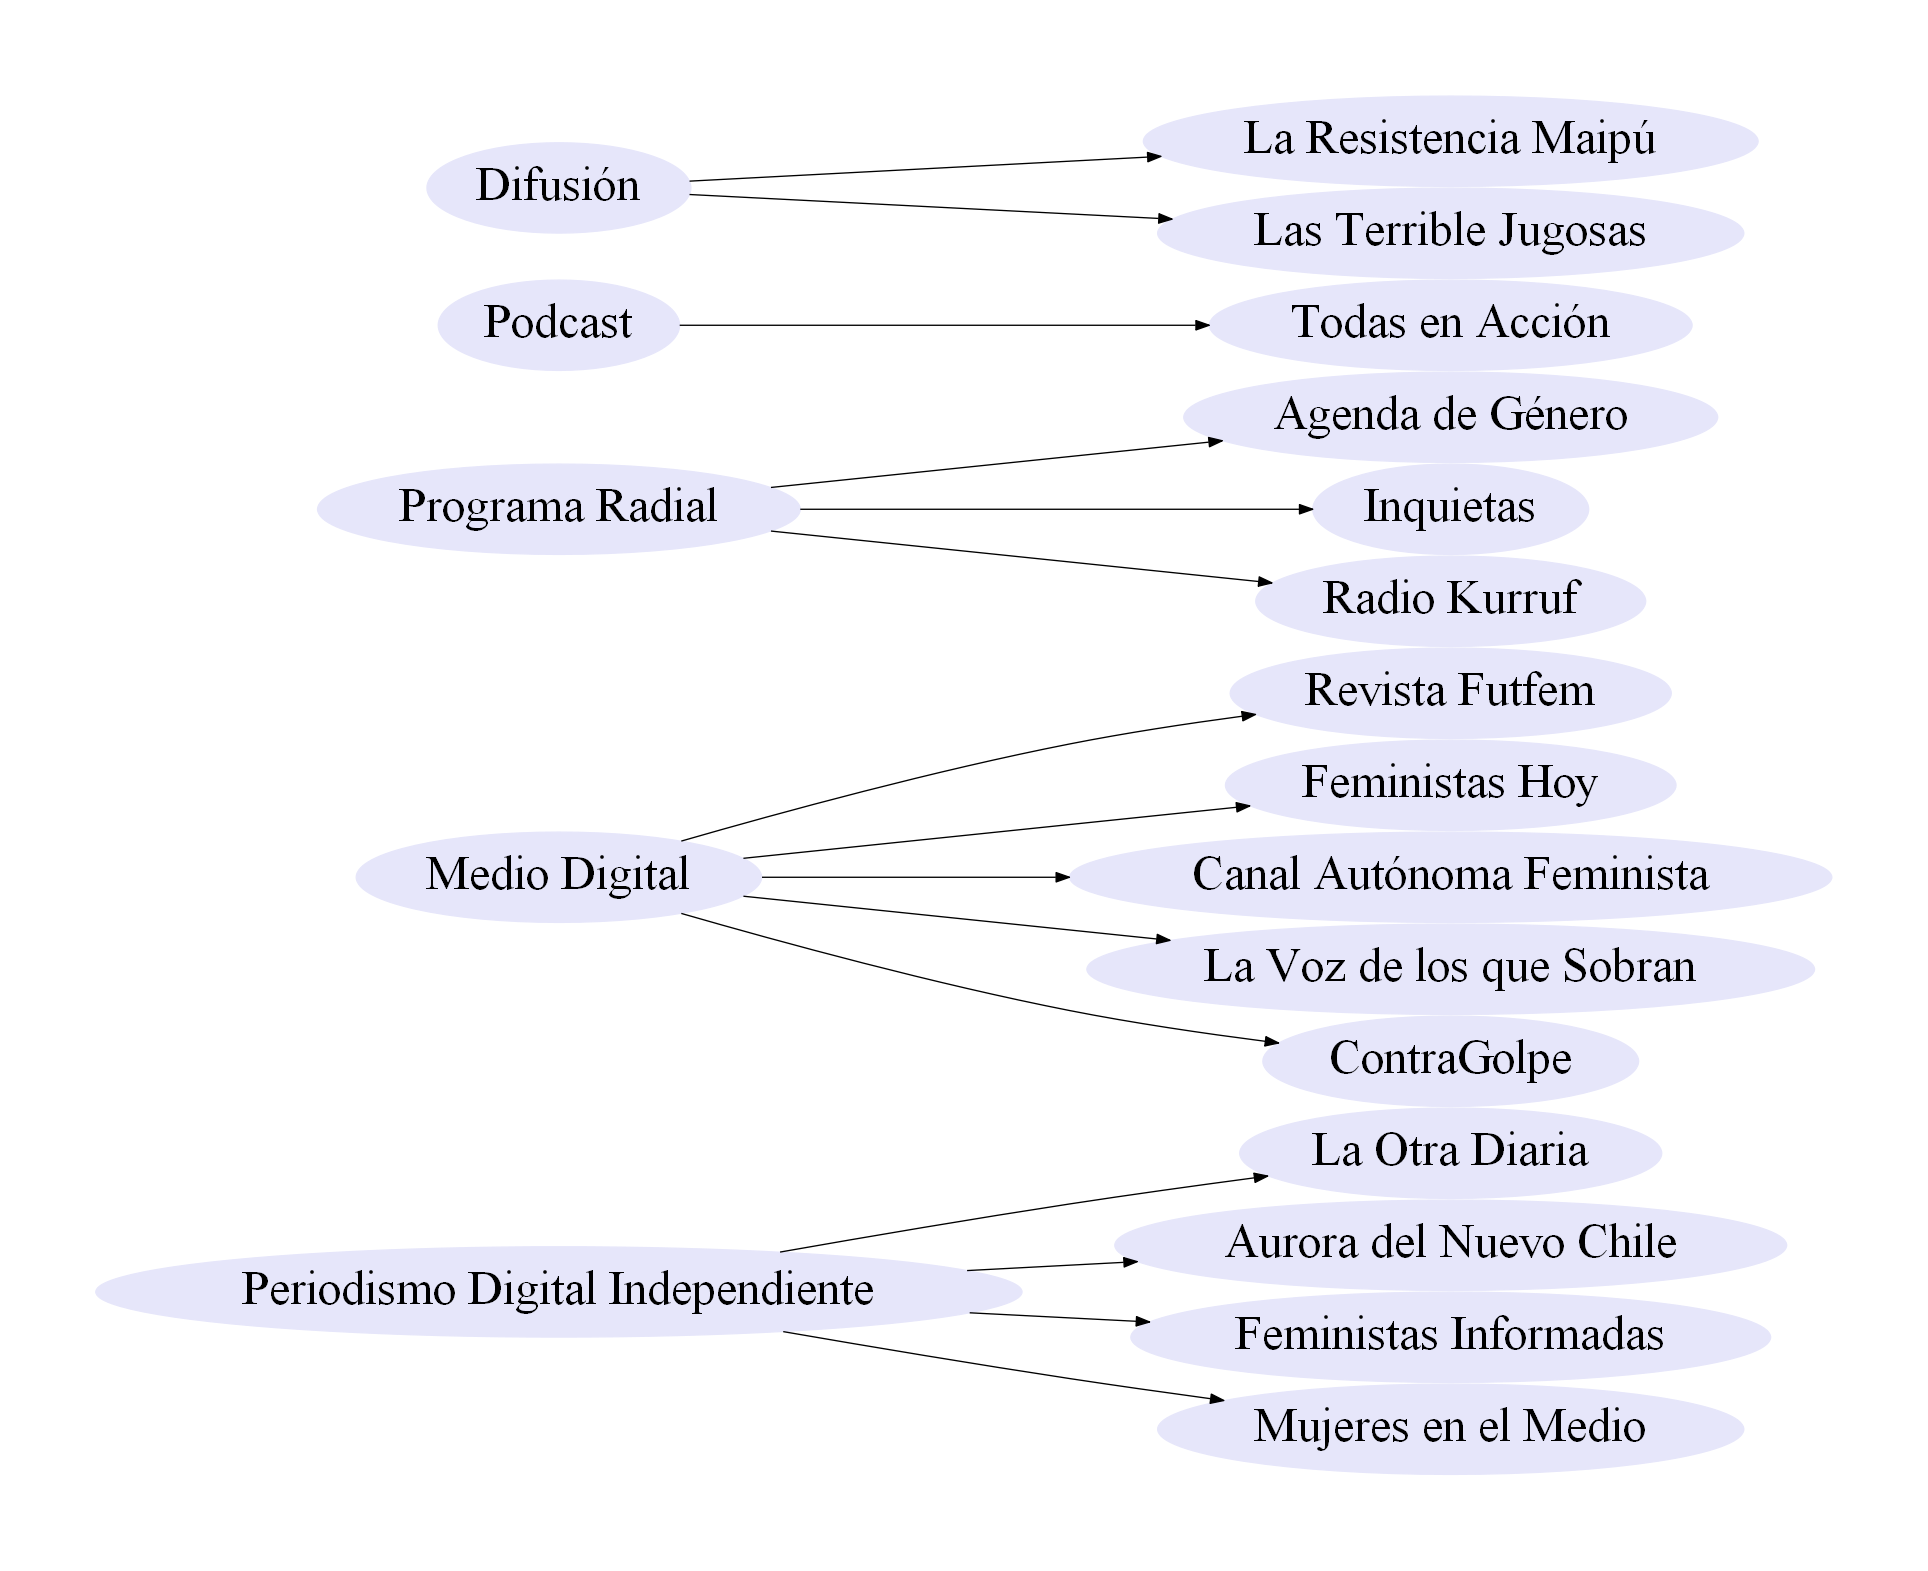 Difusión
La Resistencia Maipú
Las Terrible Jugosas
Podcast
Todas en Acción
Programa Radial
Agenda de Género
Inquietas
Radio Kurruf
Medio Digital
Revista Futfem
Feministas Hoy
Canal Autónoma Feminista
La Voz de los que Sobran
ContraGolpe
Periodismo Digital Independiente
La Otra Diaria
Aurora del Nuevo Chile
Feministas Informadas
Mujeres en el Medio